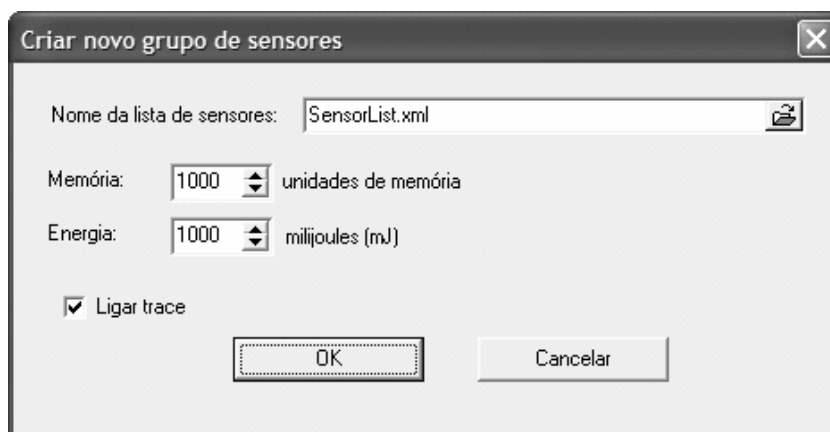 Criar novo grupo de sensores
Nome da lista de sensores: SensorList.xml
Memória: 1000 unidades de memória
Energia: 1000 milijoules (mJ)
Ligar trace
OK Cancelar